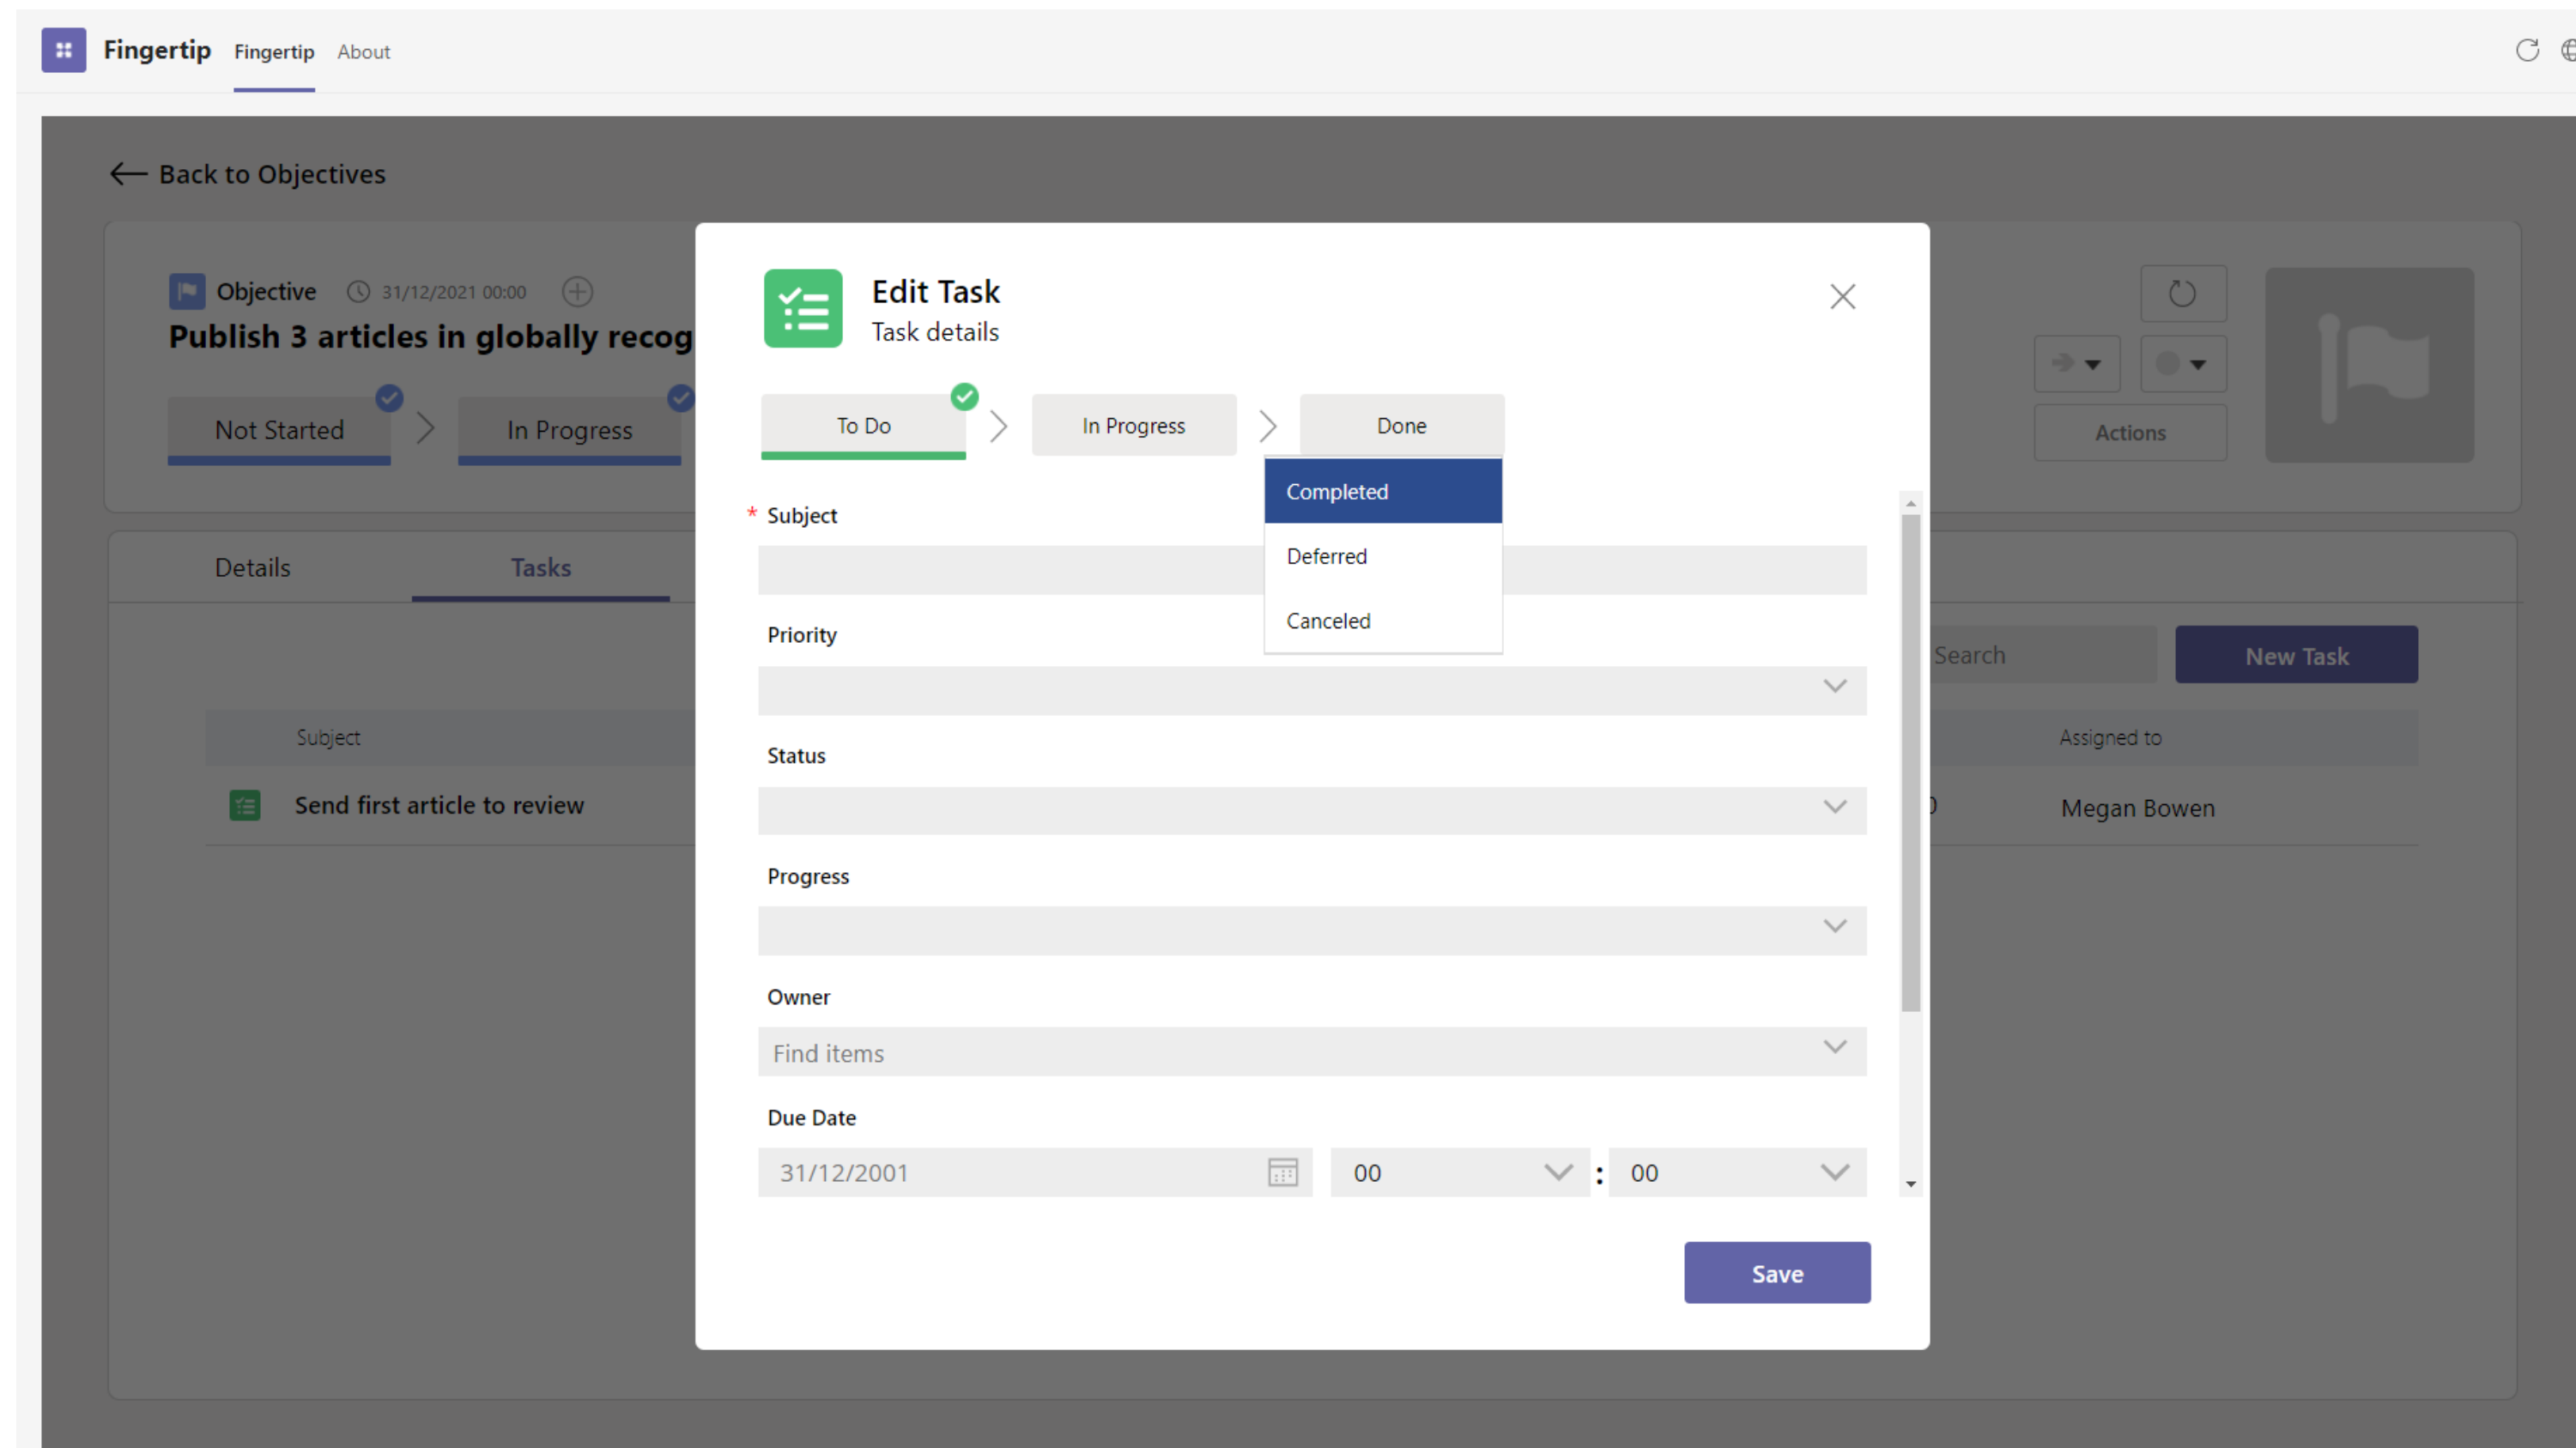 Fingertip Fingertip About
Back to Objectives
Objective 31/12/2021 00:00
Publish 3 articles in globally recog
Not Started In Progress
Actions
Details Tasks
Search New Task
Subject Assigned to
Send first article to review Megan Bowen
Edit Task
Task details
To Do In Progress Done
Completed
Deferred
Canceled
* Subject
Priority
Status
Progress
Owner
Find items
Due Date
31/12/2001 00 : 00
Save